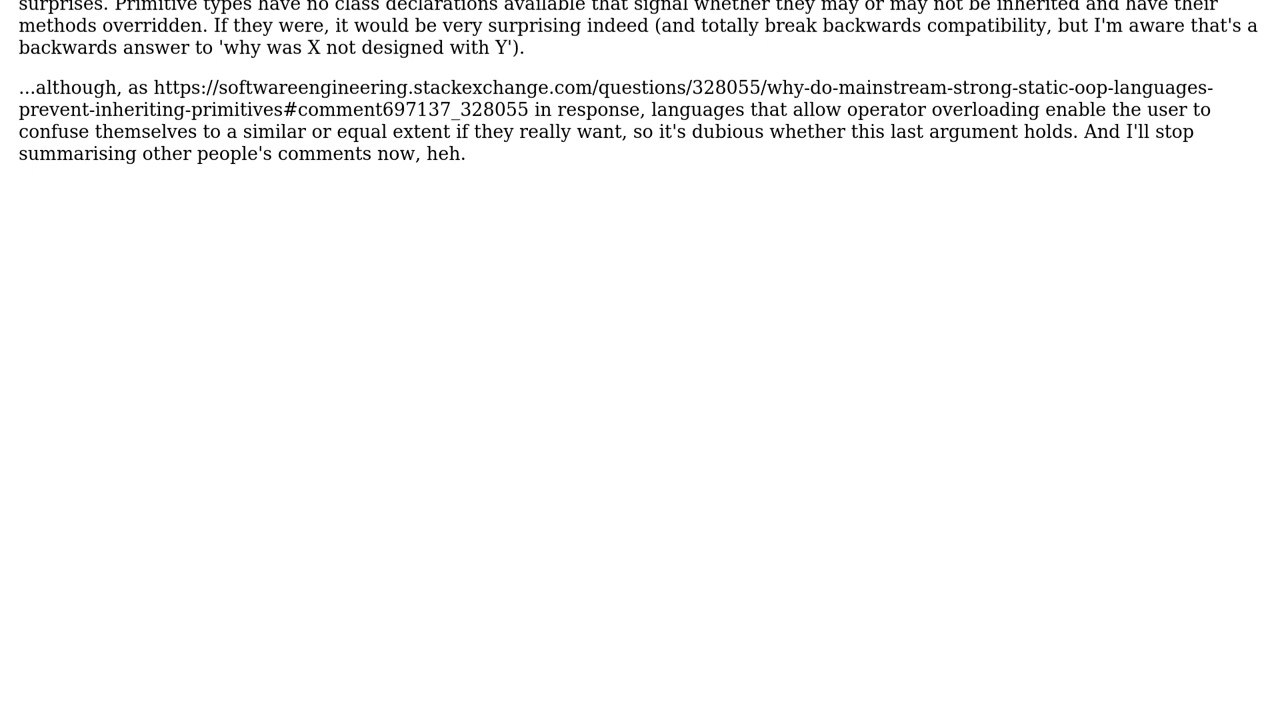 surprises. Primitive types have no class declarations available that signal whether they may or may not be inherited and have their
methods overridden. If they were, it would be very surprising indeed (and totally break backwards compatibility, but I'm aware that's a
backwards answer to 'why was X not designed with Y').
...although, as https://softwareengineering.stackexchange.com/questions/328055/why-do-mainstream-strong-static-oop-languages-
prevent-inheriting-primitives#comment697137_328055 in response, languages that allow operator overloading enable the user to
confuse themselves to a similar or equal extent if they really want, so it's dubious whether this last argument holds. And I'll stop
summarising other people's comments now, heh.